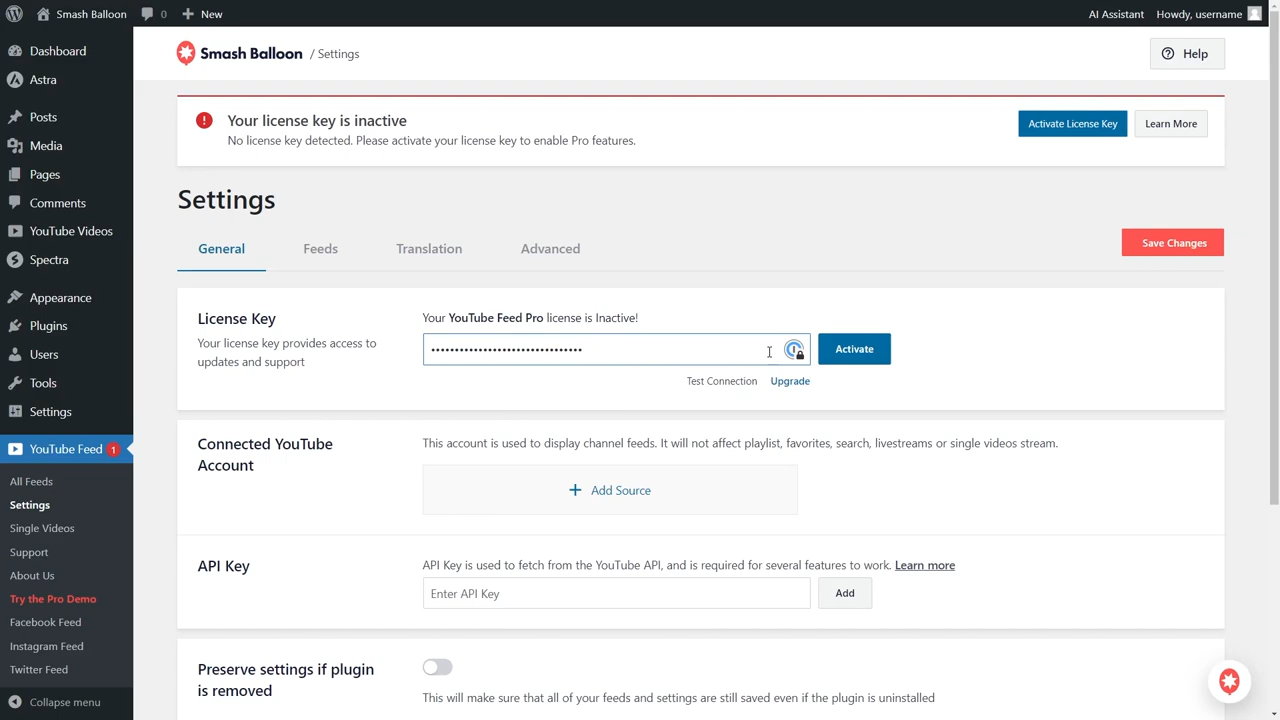 Smash Balloon 0 New AI Assistant Howdy, username
Dashboard
Astra
Posts
Media
Pages
Comments
YouTube Videos
Spectra
Appearance
Plugins
Users
Tools
Settings
YouTube Feed 1
All Feeds
Settings
Single Videos
Support
About Us
Try the Pro Demo
Facebook Feed
Instagram Feed
Twitter Feed
Collapse menu
Smash Balloon / Settings Help
Your license key is inactive
No license key detected. Please activate your license key to enable Pro features.
Activate License Key Learn More
Settings
General Feeds Translation Advanced Save Changes
License Key
Your license key provides access to
updates and support
Your YouTube Feed Pro license is Inactive!
•••••••••••••••••••••••••••••••• Activate
Test Connection Upgrade
Connected YouTube
Account
This account is used to display channel feeds. It will not affect playlist, favorites, search, livestreams or single videos stream.
+ Add Source
API Key
API Key is used to fetch from the YouTube API, and is required for several features to work. Learn more
Enter API Key Add
Preserve settings if plugin
is removed
This will make sure that all of your feeds and settings are still saved even if the plugin is uninstalled